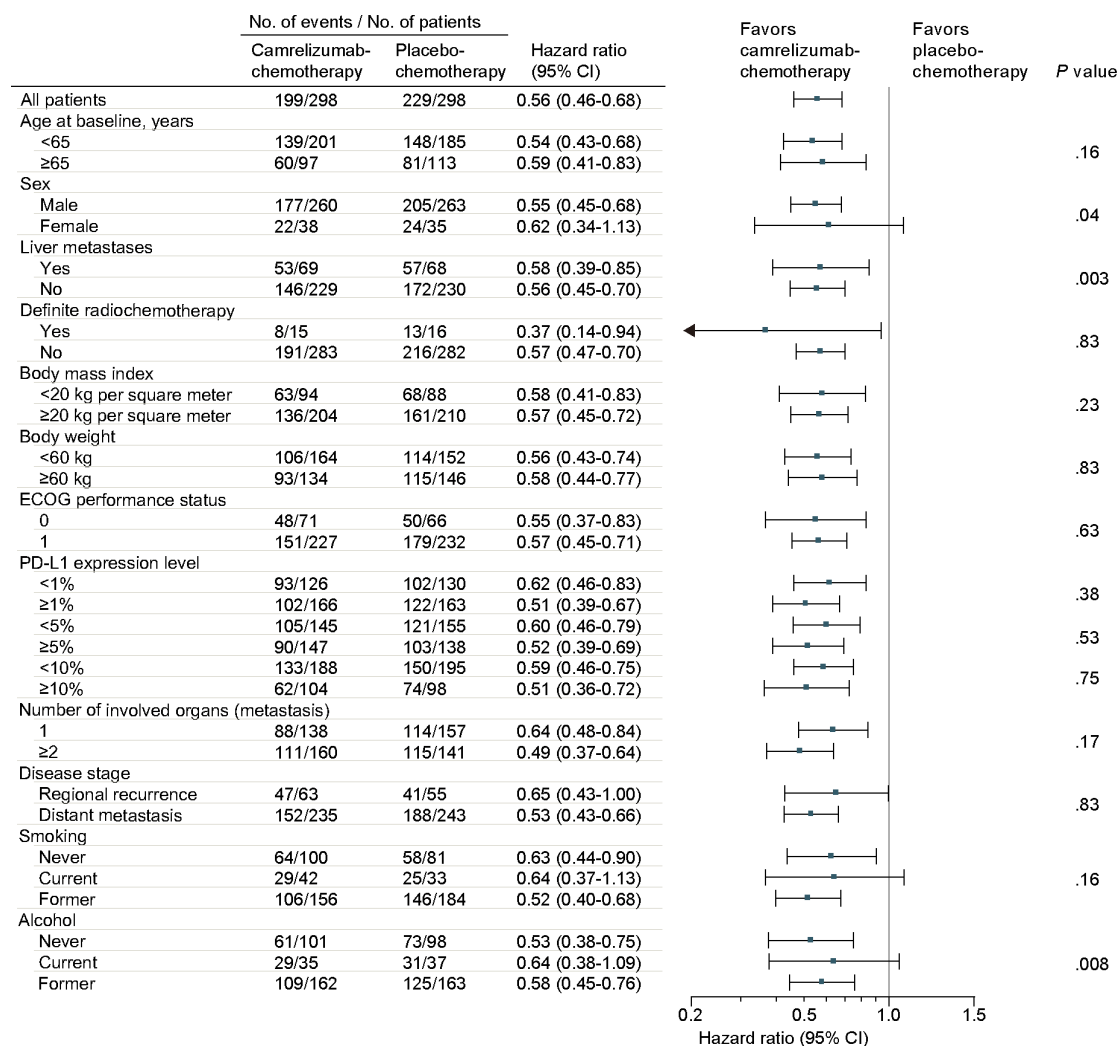 No. of events / No. of patients
Camrelizumab-chemotherapy Placebo-chemotherapy Hazard ratio (95% CI) Favors camrelizumab-chemotherapy Favors placebo-chemotherapy P value
All patients 199/298 229/298 0.56 (0.46-0.68)
Age at baseline, years .16
<65 139/201 148/185 0.54 (0.43-0.68)
≥65 60/97 81/113 0.59 (0.41-0.83)
Sex .04
Male 177/260 205/263 0.55 (0.45-0.68)
Female 22/38 24/35 0.62 (0.34-1.13)
Liver metastases .003
Yes 53/69 57/68 0.58 (0.39-0.85)
No 146/229 172/230 0.56 (0.45-0.70)
Definite radiochemotherapy .83
Yes 8/15 13/16 0.37 (0.14-0.94)
No 191/283 216/282 0.57 (0.47-0.70)
Body mass index .23
<20 kg per square meter 63/94 68/88 0.58 (0.41-0.83)
≥20 kg per square meter 136/204 161/210 0.57 (0.45-0.72)
Body weight .83
<60 kg 106/164 114/152 0.56 (0.43-0.74)
≥60 kg 93/134 115/146 0.58 (0.44-0.77)
ECOG performance status .63
0 48/71 50/66 0.55 (0.37-0.83)
1 151/227 179/232 0.57 (0.45-0.71)
PD-L1 expression level
<1% 93/126 102/130 0.62 (0.46-0.83) .38
≥1% 102/166 122/163 0.51 (0.39-0.67)
<5% 105/145 121/155 0.60 (0.46-0.79) .53
≥5% 90/147 103/138 0.52 (0.39-0.69)
<10% 133/188 150/195 0.59 (0.46-0.75) .75
≥10% 62/104 74/98 0.51 (0.36-0.72)
Number of involved organs (metastasis) .17
1 88/138 114/157 0.64 (0.48-0.84)
≥2 111/160 115/141 0.49 (0.37-0.64)
Disease stage .83
Regional recurrence 47/63 41/55 0.65 (0.43-1.00)
Distant metastasis 152/235 188/243 0.53 (0.43-0.66)
Smoking .16
Never 64/100 58/81 0.63 (0.44-0.90)
Current 29/42 25/33 0.64 (0.37-1.13)
Former 106/156 146/184 0.52 (0.40-0.68)
Alcohol .008
Never 61/101 73/98 0.53 (0.38-0.75)
Current 29/35 31/37 0.64 (0.38-1.09)
Former 109/162 125/163 0.58 (0.45-0.76)
0.2 0.5 1.0 1.5
Hazard ratio (95% CI)